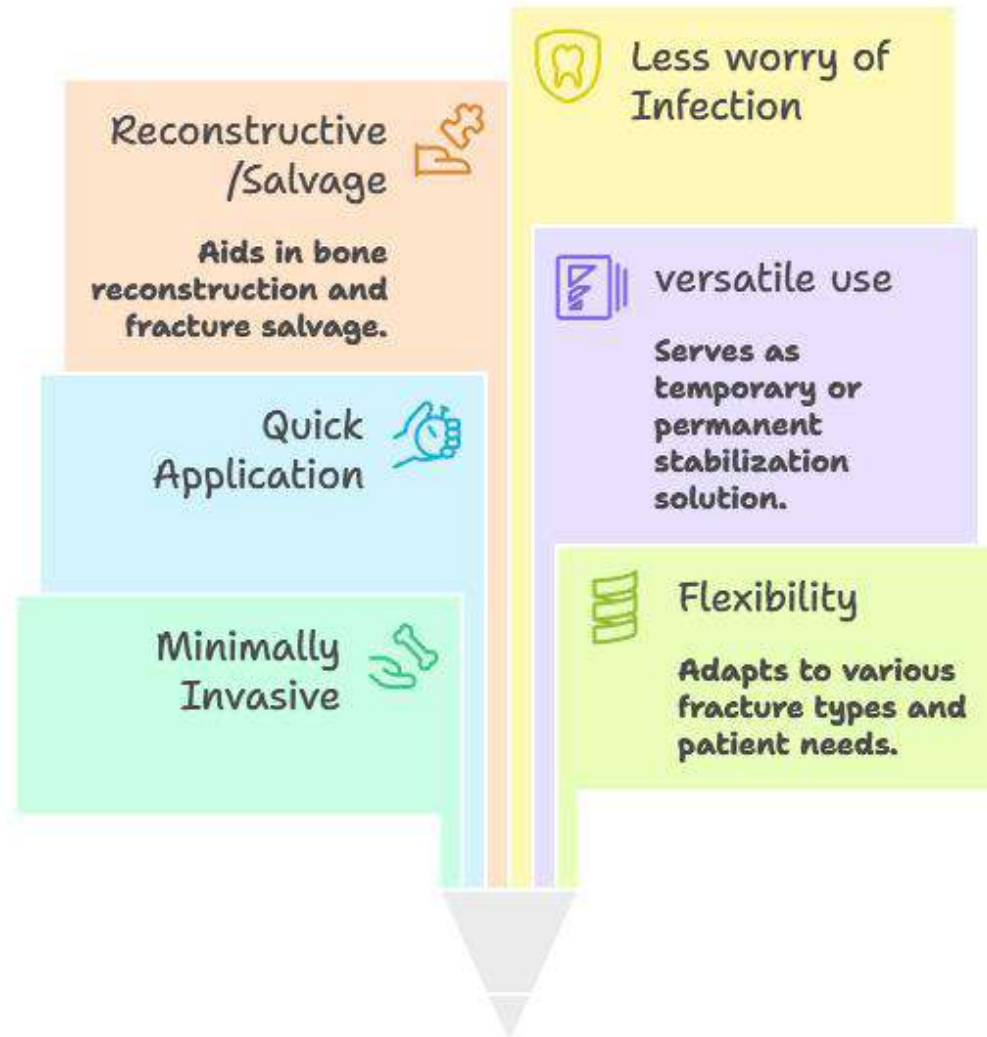 Reconstructive
/Salvage
Aids in bone
reconstruction and
fracture salvage.
Quick
Application
Minimally
Invasive
Less worry of
Infection
versatile use
Serves as
temporary or
permanent
stabilization
solution.
Flexibility
Adapts to various
fracture types and
patient needs.